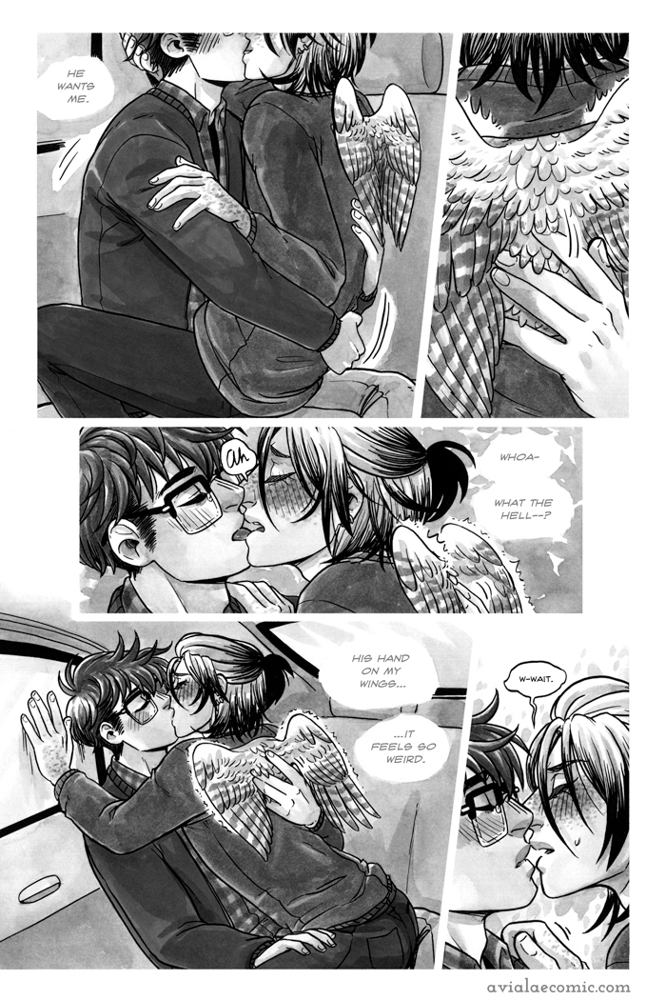 HE
WANTS
ME.
Ah
WHOA-
WHAT THE
HELL--?
HIS HAND
ON MY
WINGS...
...IT
FEELS SO
WEIRD.
W-WAIT.
avialaecomic.com